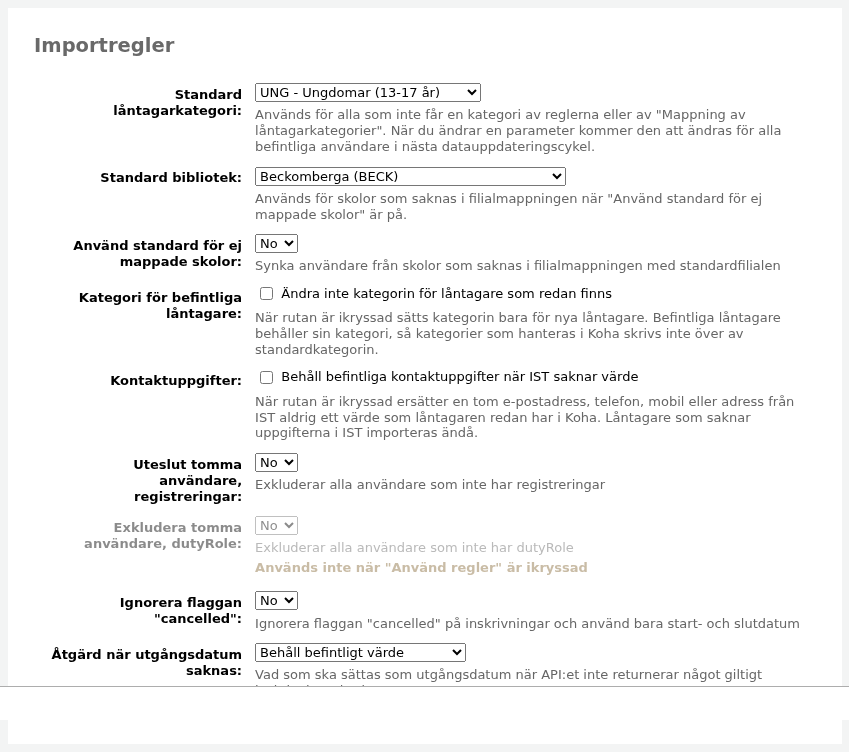 Importregler
Standard
låntagarkategori:
UNG - Ungdomar (13-17 år)
Används för alla som inte får en kategori av reglerna eller av "Mappning av
låntagarkategorier". När du ändrar en parameter kommer den att ändras för alla
befintliga användare i nästa datauppdateringscykel.
Standard bibliotek:
Beckomberga (BECK)
Används för skolor som saknas i filialmappningen när "Använd standard för ej
mappade skolor" är på.
Använd standard för ej
mappade skolor:
No
Synka användare från skolor som saknas i filialmappningen med standardfilialen
Kategori för befintliga
låntagare:
Ändra inte kategorin för låntagare som redan finns
När rutan är ikryssad sätts kategorin bara för nya låntagare. Befintliga låntagare
behåller sin kategori, så kategorier som hanteras i Koha skrivs inte över av
standardkategorin.
Kontaktuppgifter:
Behåll befintliga kontaktuppgifter när IST saknar värde
När rutan är ikryssad ersätter en tom e-postadress, telefon, mobil eller adress från
IST aldrig ett värde som låntagaren redan har i Koha. Låntagare som saknar
uppgifterna i IST importeras ändå.
Uteslut tomma
användare,
registreringar:
No
Exkluderar alla användare som inte har registreringar
Exkludera tomma
användare, dutyRole:
No
Exkluderar alla användare som inte har dutyRole
Används inte när "Använd regler" är ikryssad
Ignorera flaggan
"cancelled":
No
Ignorera flaggan "cancelled" på inskrivningar och använd bara start- och slutdatum
Åtgärd när utgångsdatum
saknas:
Behåll befintligt värde
Vad som ska sättas som utgångsdatum när API:et inte returnerar något giltigt